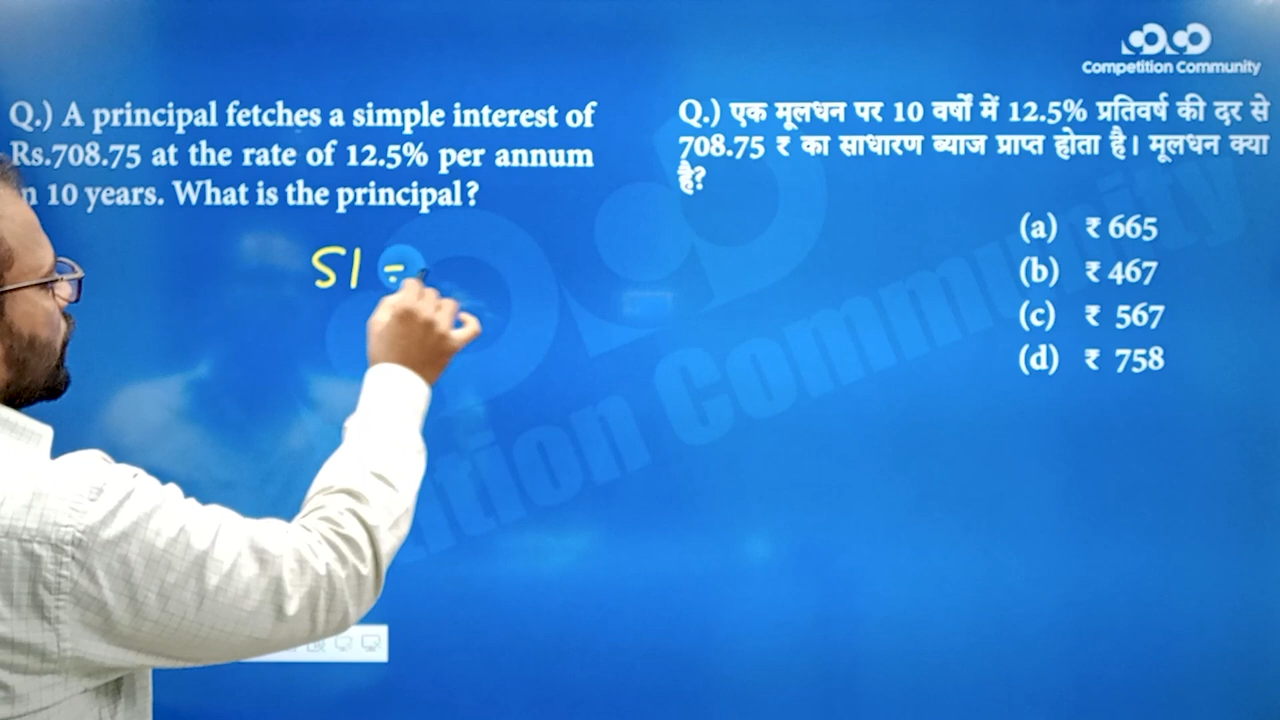 Competition Community
Q.) A principal fetches a simple interest of
Rs.708.75 at the rate of 12.5% per annum
n 10 years. What is the principal?
SI =
Q.) एक मूलधन पर 10 वर्षों में 12.5% प्रतिवर्ष की दर से
708.75 ₹ का साधारण ब्याज प्राप्त होता है। मूलधन क्या
है?
(a) ₹ 665
(b) ₹ 467
(c) ₹ 567
(d) ₹ 758
tition Community